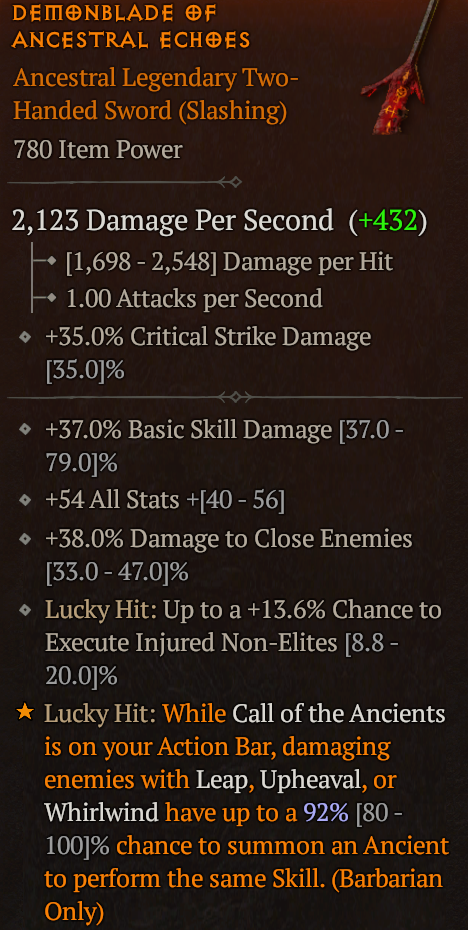 DEMONBLADE OF
ANCESTRAL ECHOES
Ancestral Legendary Two-
Handed Sword (Slashing)
780 Item Power
2,123 Damage Per Second (+432)
[1,698 - 2,548] Damage per Hit
1.00 Attacks per Second
+35.0% Critical Strike Damage
[35.0]%
+37.0% Basic Skill Damage [37.0 -
79.0]%
+54 All Stats +[40 - 56]
+38.0% Damage to Close Enemies
[33.0 - 47.0]%
Lucky Hit: Up to a +13.6% Chance to
Execute Injured Non-Elites [8.8 -
20.0]%
Lucky Hit: While Call of the Ancients
is on your Action Bar, damaging
enemies with Leap, Upheaval, or
Whirlwind have up to a 92% [80 -
100]% chance to summon an Ancient
to perform the same Skill. (Barbarian
Only)